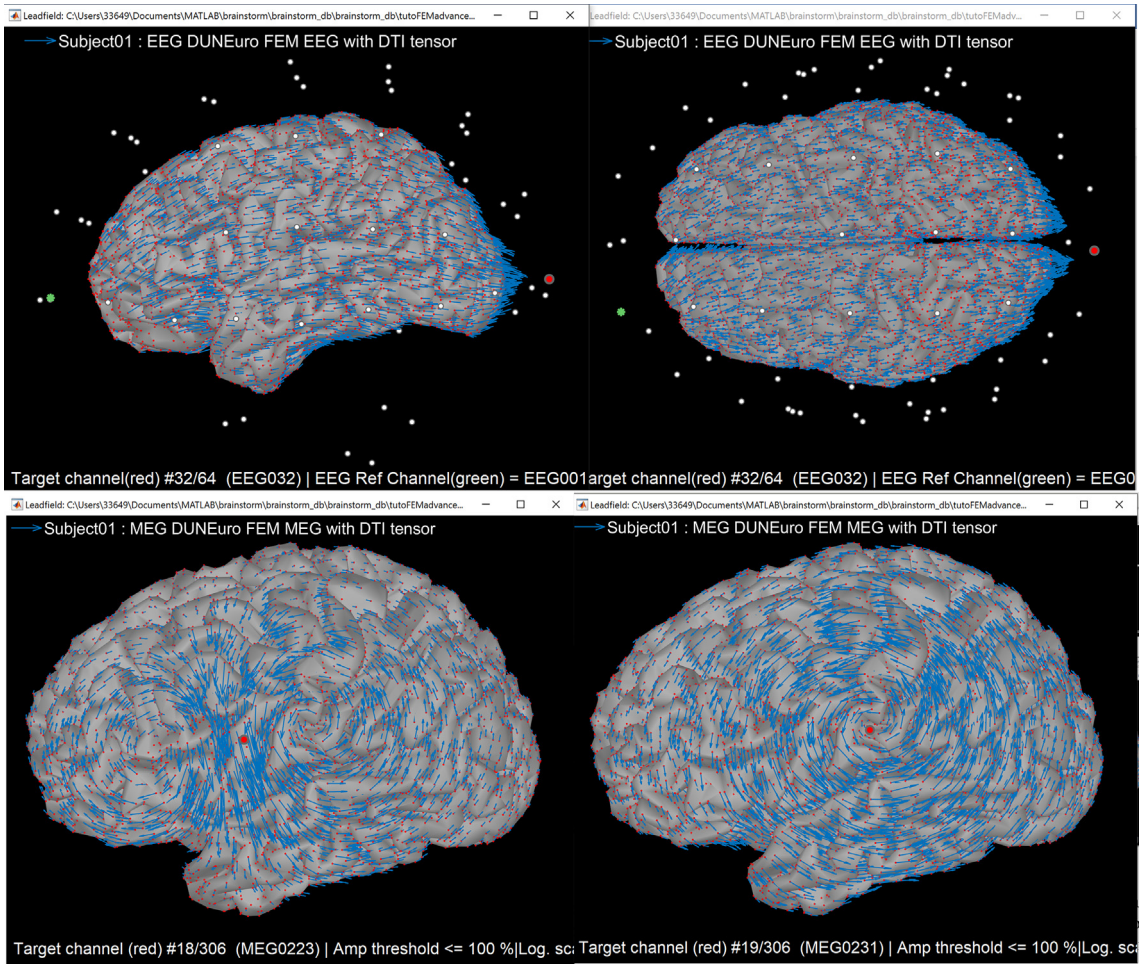 Leadfield: C:\Users\33649\Documents\MATLAB\brainstorm\brainstorm_db\brainstorm_db\tutoFEMadvance...
Subject01 : EEG DUNEuro FEM EEG with DTI tensor
Target channel(red) #32/64 (EEG032) | EEG Ref Channel(green) = EEG001
Leadfield: C:\Users\33649\Documents\MATLAB\brainstorm\brainstorm_db\brainstorm_db\tutoFEMadv...
Subject01 : EEG DUNEuro FEM EEG with DTI tensor
arget channel(red) #32/64 (EEG032) | EEG Ref Channel(green) = EEG0
Leadfield: C:\Users\33649\Documents\MATLAB\brainstorm\brainstorm_db\brainstorm_db\tutoFEMadvance...
Subject01 : MEG DUNEuro FEM MEG with DTI tensor
Target channel (red) #18/306 (MEG0223) | Amp threshold <= 100 %|Log. sca
Leadfield: C:\Users\33649\Documents\MATLAB\brainstorm\brainstorm_db\brainstorm_db\tutoFEMadvance...
Subject01 : MEG DUNEuro FEM MEG with DTI tensor
Target channel (red) #19/306 (MEG0231) | Amp threshold <= 100 %|Log. sca